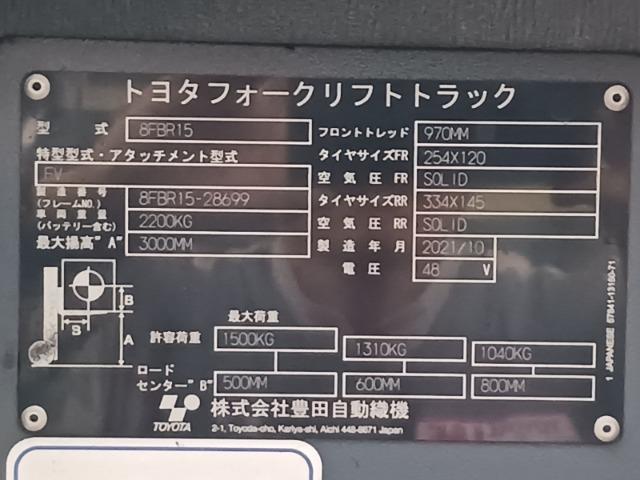 トヨタフォークリフトトラック
型 式 8FBR15 フロントトレッド 970MM
特型型式・アタッチメント型式 タイヤサイズFR 254X120
FV 空気圧FR SOLID
製造番号(フレームNO.) 8FBR15-28699 タイヤサイズRR 334X145
車両重量(バッテリー含む) 2200KG 空気圧RR SOLID
最大揚高"A" 3000MM 製造年月 2021/10
電圧 48 V
B
S
A
最大荷重
許容荷重 1500KG 1310KG 1040KG
ロード
センター"B" 500MM 600MM 800MM
TOYOTA 株式会社豊田自動織機
2-1, Toyoda-cho, Kariya-shi, Aichi 448-8671 Japan
1 JAPANESE 57841-13160-71